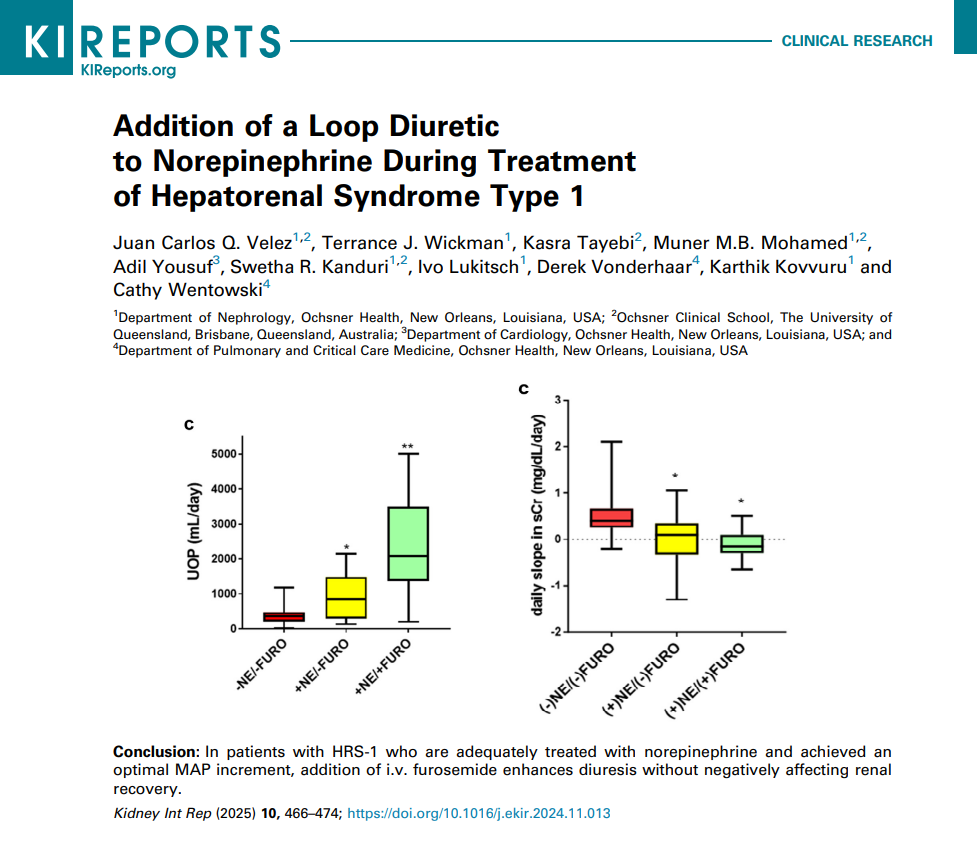 KI REPORTS
KIReports.org
CLINICAL RESEARCH
Addition of a Loop Diuretic
to Norepinephrine During Treatment
of Hepatorenal Syndrome Type 1
Juan Carlos Q. Velez1,2, Terrance J. Wickman1, Kasra Tayebi2, Muner M.B. Mohamed1,2,
Adil Yousuf3, Swetha R. Kanduri1,2, Ivo Lukitsch1, Derek Vonderhaar4, Karthik Kovvuru1 and
Cathy Wentowski4
1Department of Nephrology, Ochsner Health, New Orleans, Louisiana, USA; 2Ochsner Clinical School, The University of
Queensland, Brisbane, Queensland, Australia; 3Department of Cardiology, Ochsner Health, New Orleans, Louisiana, USA; and
4Department of Pulmonary and Critical Care Medicine, Ochsner Health, New Orleans, Louisiana, USA
C
UOP (mL/day)
5000
4000
3000
2000
1000
0
*
**
-NE/-FURO
+NE/-FURO
+NE/+FURO
C
daily slope in sCr (mg/dL/day)
3
2
1
0
-1
-2
*
*
(-)NE/(-)FURO
(+)NE/(-)FURO
(+)NE/(+)FURO
Conclusion: In patients with HRS-1 who are adequately treated with norepinephrine and achieved an
optimal MAP increment, addition of i.v. furosemide enhances diuresis without negatively affecting renal
recovery.
Kidney Int Rep (2025) 10, 466–474; https://doi.org/10.1016/j.ekir.2024.11.013